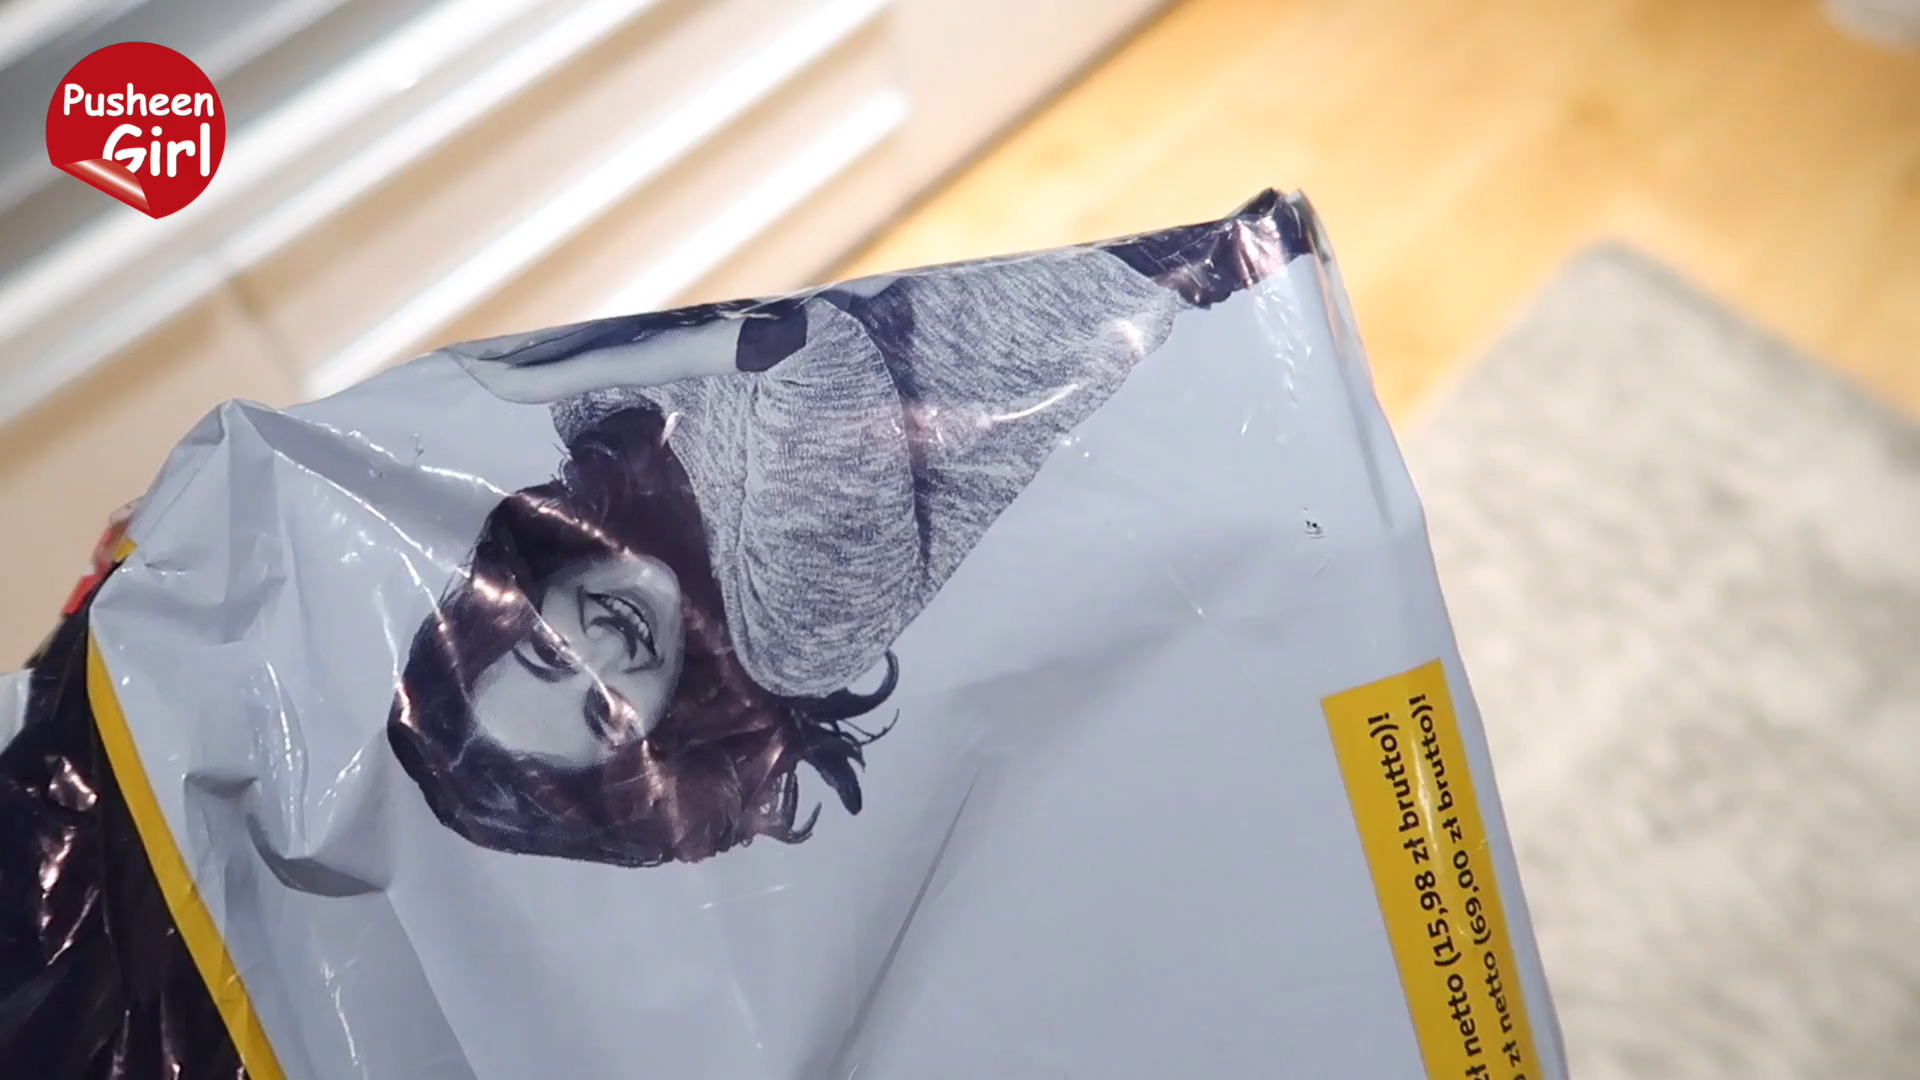 Pusheen
Girl
zł netto (15,98 zł brutto)!
zł netto (69,00 zł brutto)!